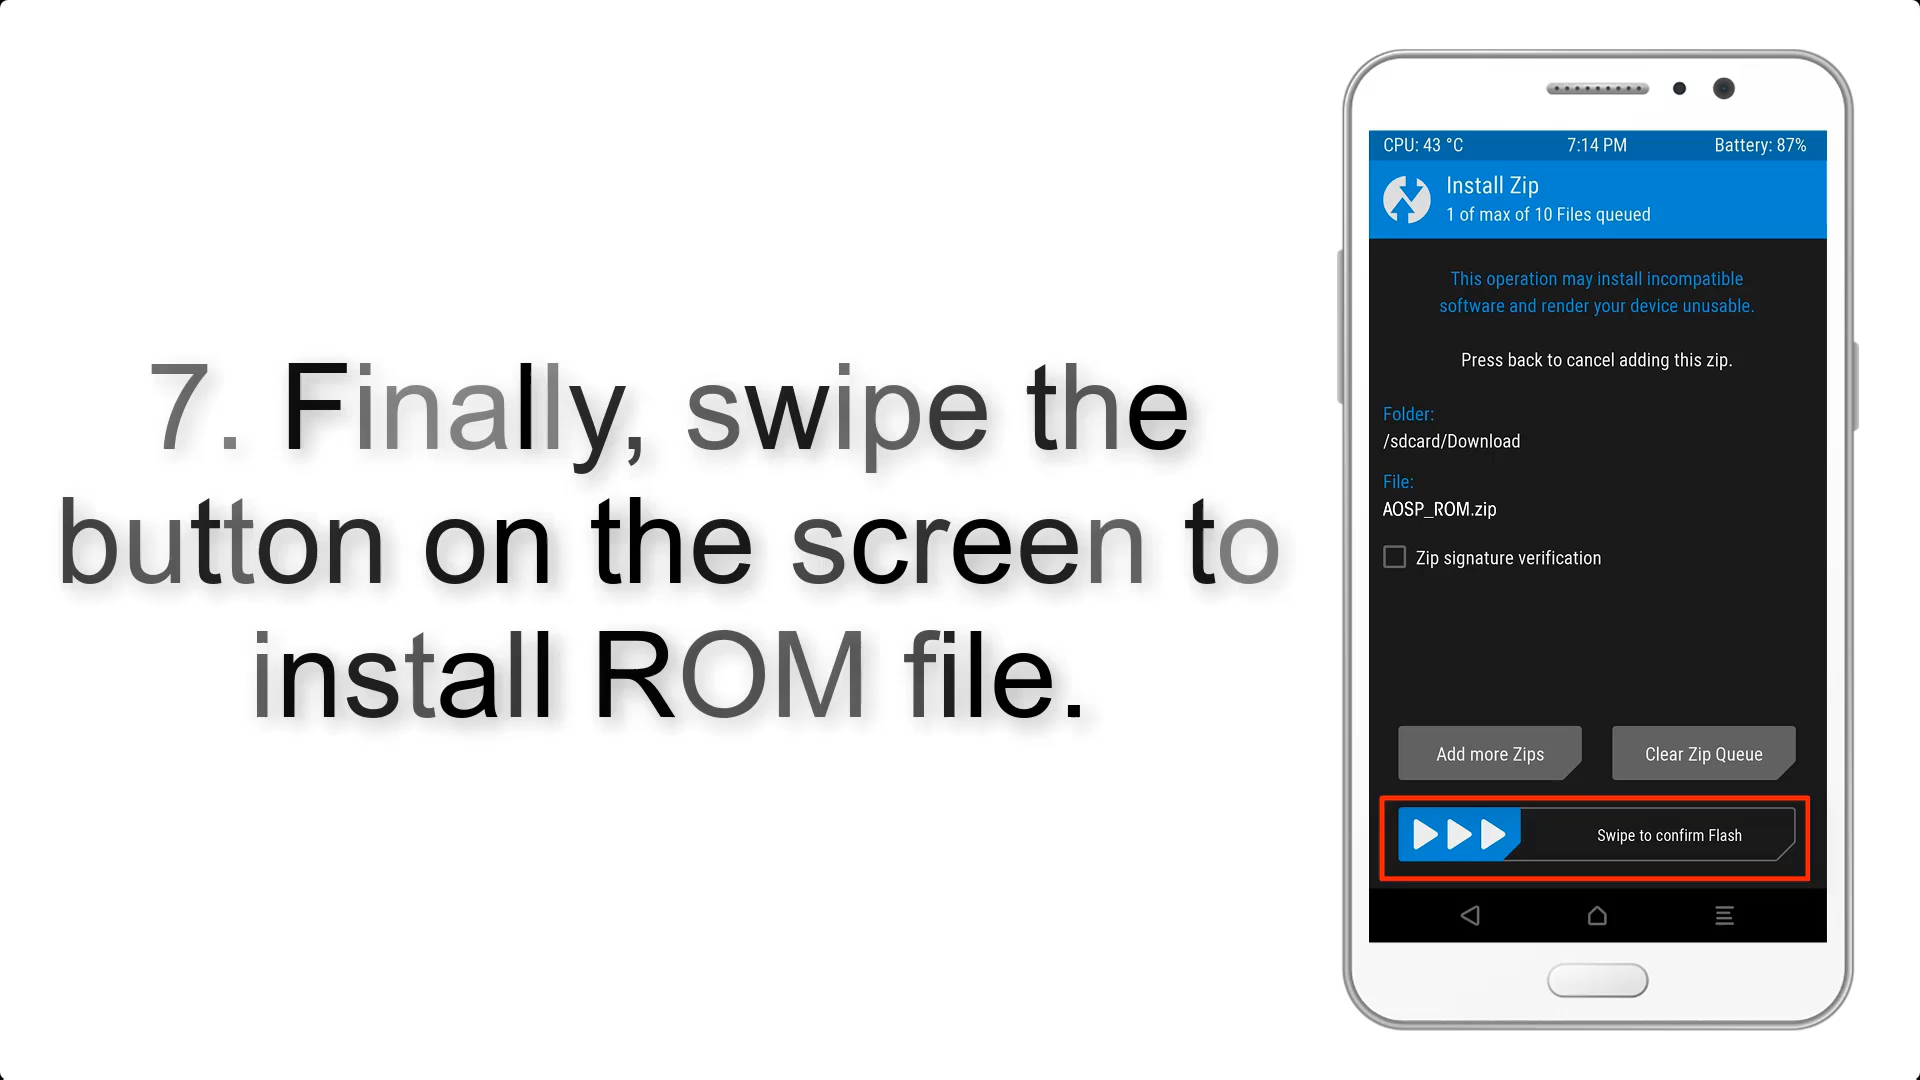 7. Finally, swipe the
button on the screen to
install ROM file.
CPU: 43 °C 7:14 PM Battery: 87%
Install Zip
1 of max of 10 Files queued
This operation may install incompatible
software and render your device unusable.
Press back to cancel adding this zip.
Folder:
/sdcard/Download
File:
AOSP_ROM.zip
Zip signature verification
Add more Zips Clear Zip Queue
Swipe to confirm Flash